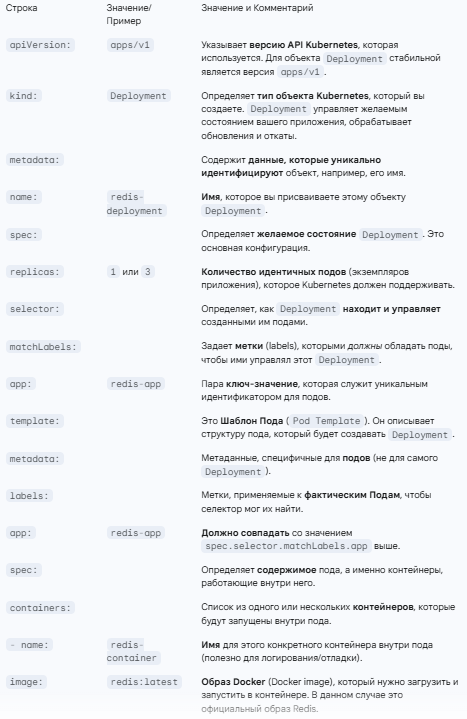 Строка Значение/ Значение и Комментарий
Пример
apiVersion: apps/v1 Указывает версию API Kubernetes, которая
используется. Для объекта Deployment стабильной
является версия apps/v1 .
kind: Deployment Определяет тип объекта Kubernetes, который вы
создаете. Deployment управляет желаемым
состоянием вашего приложения, обрабатывает
обновления и откаты.
metadata: Содержит данные, которые уникально
идентифицируют объект, например, его имя.
name: redis- Имя, которое вы присваиваете этому объекту
deployment Deployment .
spec: Определяет желаемое состояние Deployment . Это
основная конфигурация.
replicas: 1 или 3 Количество идентичных подов (экземпляров
приложения), которое Kubernetes должен поддерживать.
selector: Определяет, как Deployment находит и управляет
созданными им подами.
matchLabels: Задает метки (labels), которыми должны обладать поды,
чтобы ими управлял этот Deployment .
app: redis-app Пара ключ-значение, которая служит уникальным
идентификатором для подов.
template: Это Шаблон Пода ( Pod Template ). Он описывает
структуру пода, который будет создавать Deployment .
metadata: Метаданные, специфичные для подов (не для самого
Deployment ).
labels: Метки, применяемые к фактическим Подам, чтобы
селектор мог их найти.
app: redis-app Должно совпадать со значением
spec.selector.matchLabels.app выше.
spec: Определяет содержимое пода, а именно контейнеры,
работающие внутри него.
containers: Список из одного или нескольких контейнеров, которые
будут запущены внутри пода.
- name: redis- Имя для этого конкретного контейнера внутри пода
container (полезно для логирования/отладки).
image: redis:latest Образ Docker (Docker image), который нужно загрузить и
запустить в контейнере. В данном случае это
официальный образ Redis.